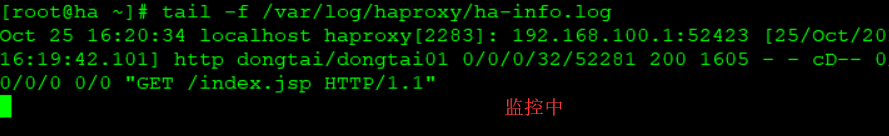 [root@ha ~]# tail -f /var/log/haproxy/ha-info.log
Oct 25 16:20:34 localhost haproxy[2283]: 192.168.100.1:52423 [25/Oct/20
16:19:42.101] http dongtai/dongtai01 0/0/0/32/52281 200 1605 - - cD-- 0
/0/0/0 0/0 "GET /index.jsp HTTP/1.1"
监控中